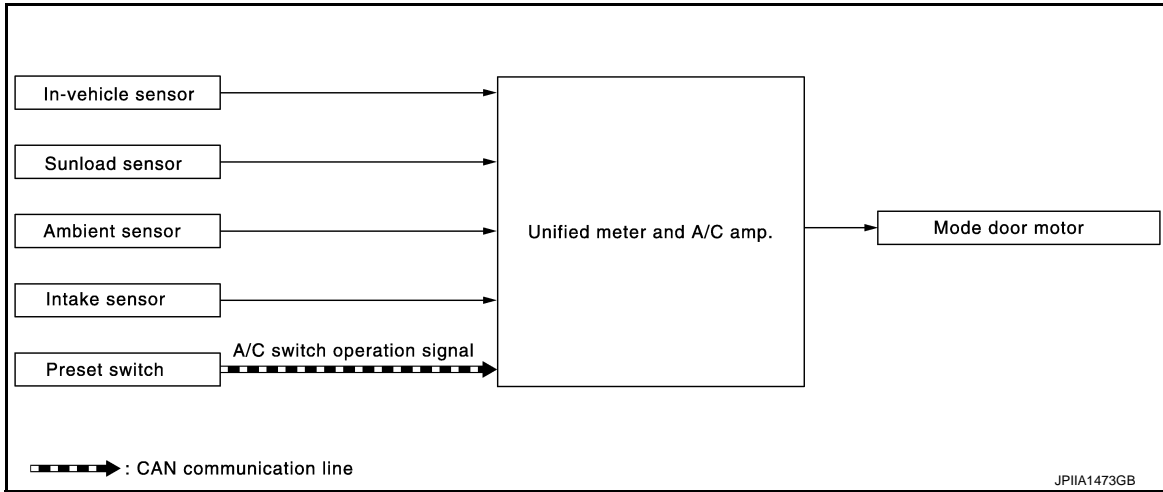 In-vehicle sensor
Sunload sensor
Ambient sensor
Intake sensor
Preset switch
A/C switch operation signal
Unified meter and A/C amp.
Mode door motor
: CAN communication line
JPIIA1473GB